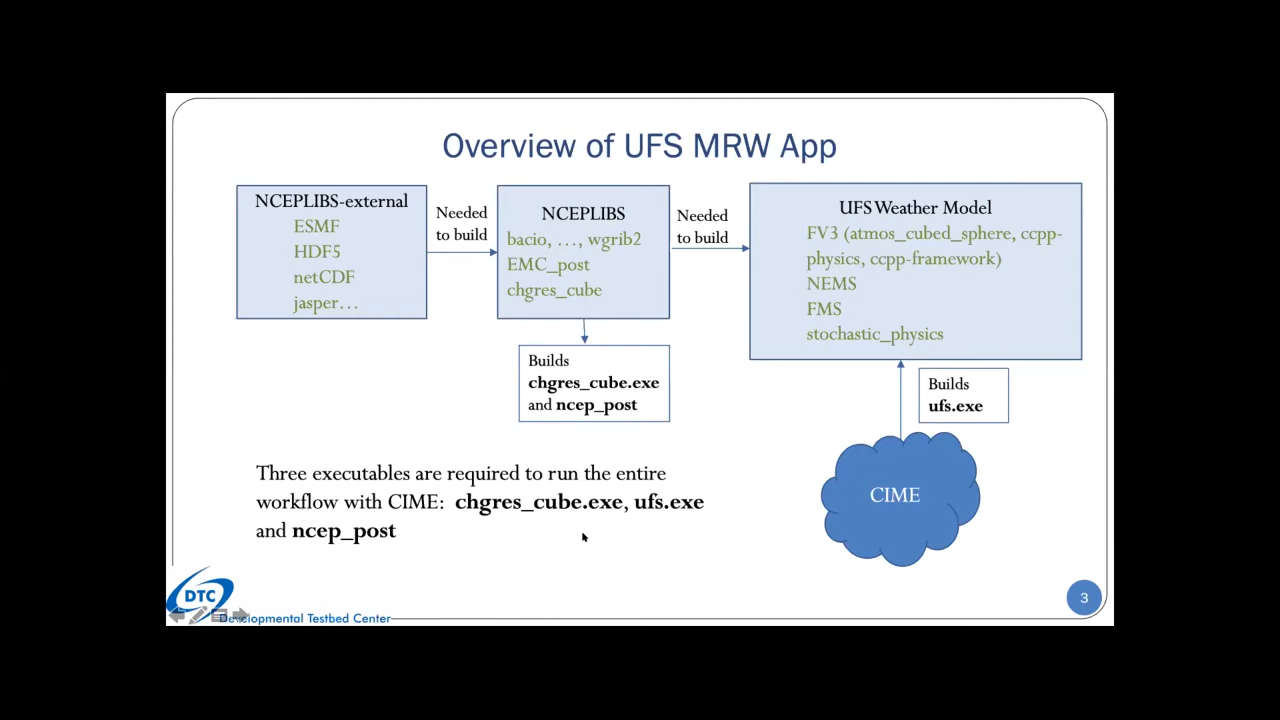 Overview of UFS MRW App
NCEPLIBS-external
ESMF
HDF5
netCDF
jasper…
Needed
to build
NCEPLIBS
bacio, …, wgrib2
EMC_post
chgres_cube
Needed
to build
UFS Weather Model
FV3 (atmos_cubed_sphere, ccpp-
physics, ccpp-framework)
NEMS
FMS
stochastic_physics
Builds
chgres_cube.exe
and ncep_post
Builds
ufs.exe
CIME
Three executables are required to run the entire
workflow with CIME: chgres_cube.exe, ufs.exe
and ncep_post
DTC
Developmental Testbed Center
3